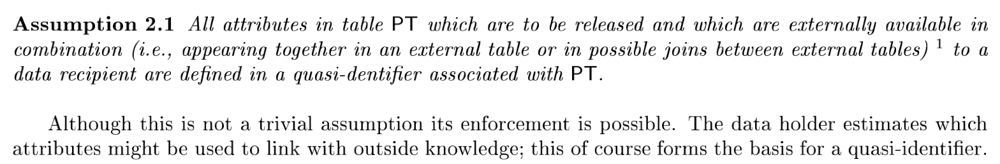 Assumption 2.1 All attributes in table PT which are to be released and which are externally available in
combination (i.e., appearing together in an external table or in possible joins between external tables) 1 to a
data recipient are defined in a quasi-dentifier associated with PT.
Although this is not a trivial assumption its enforcement is possible. The data holder estimates which
attributes might be used to link with outside knowledge; this of course forms the basis for a quasi-identifier.